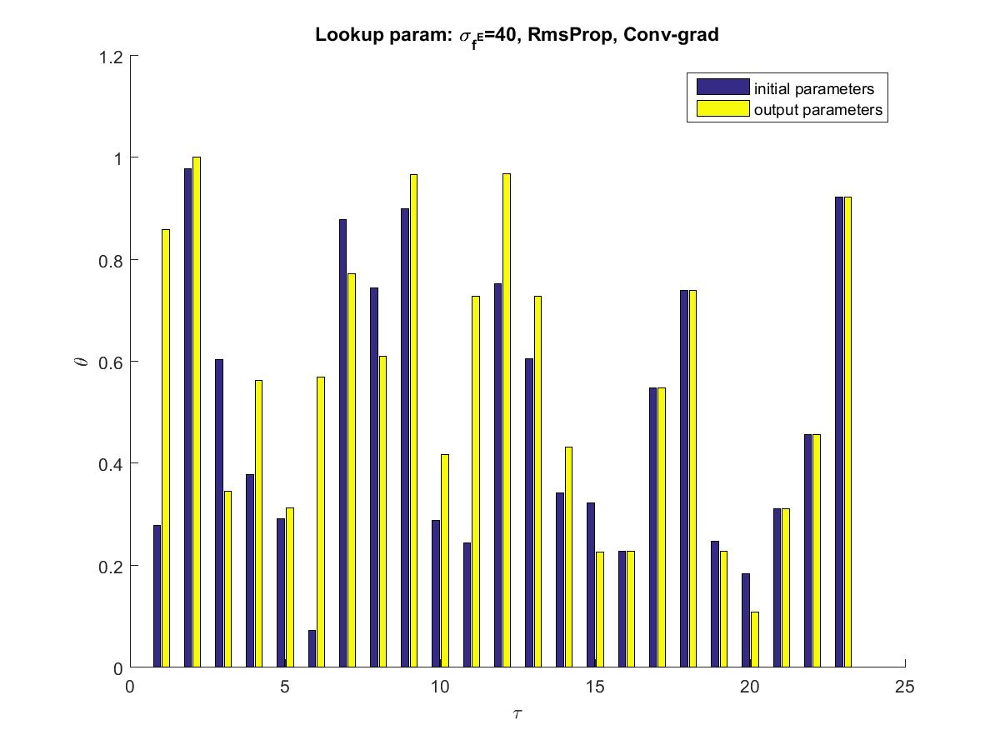 Lookup param: σ_f^E=40, RmsProp, Conv-grad
initial parameters
output parameters
1.2
1
0.8
0.6
0.4
0.2
0
θ
0 5 10 15 20 25
τ